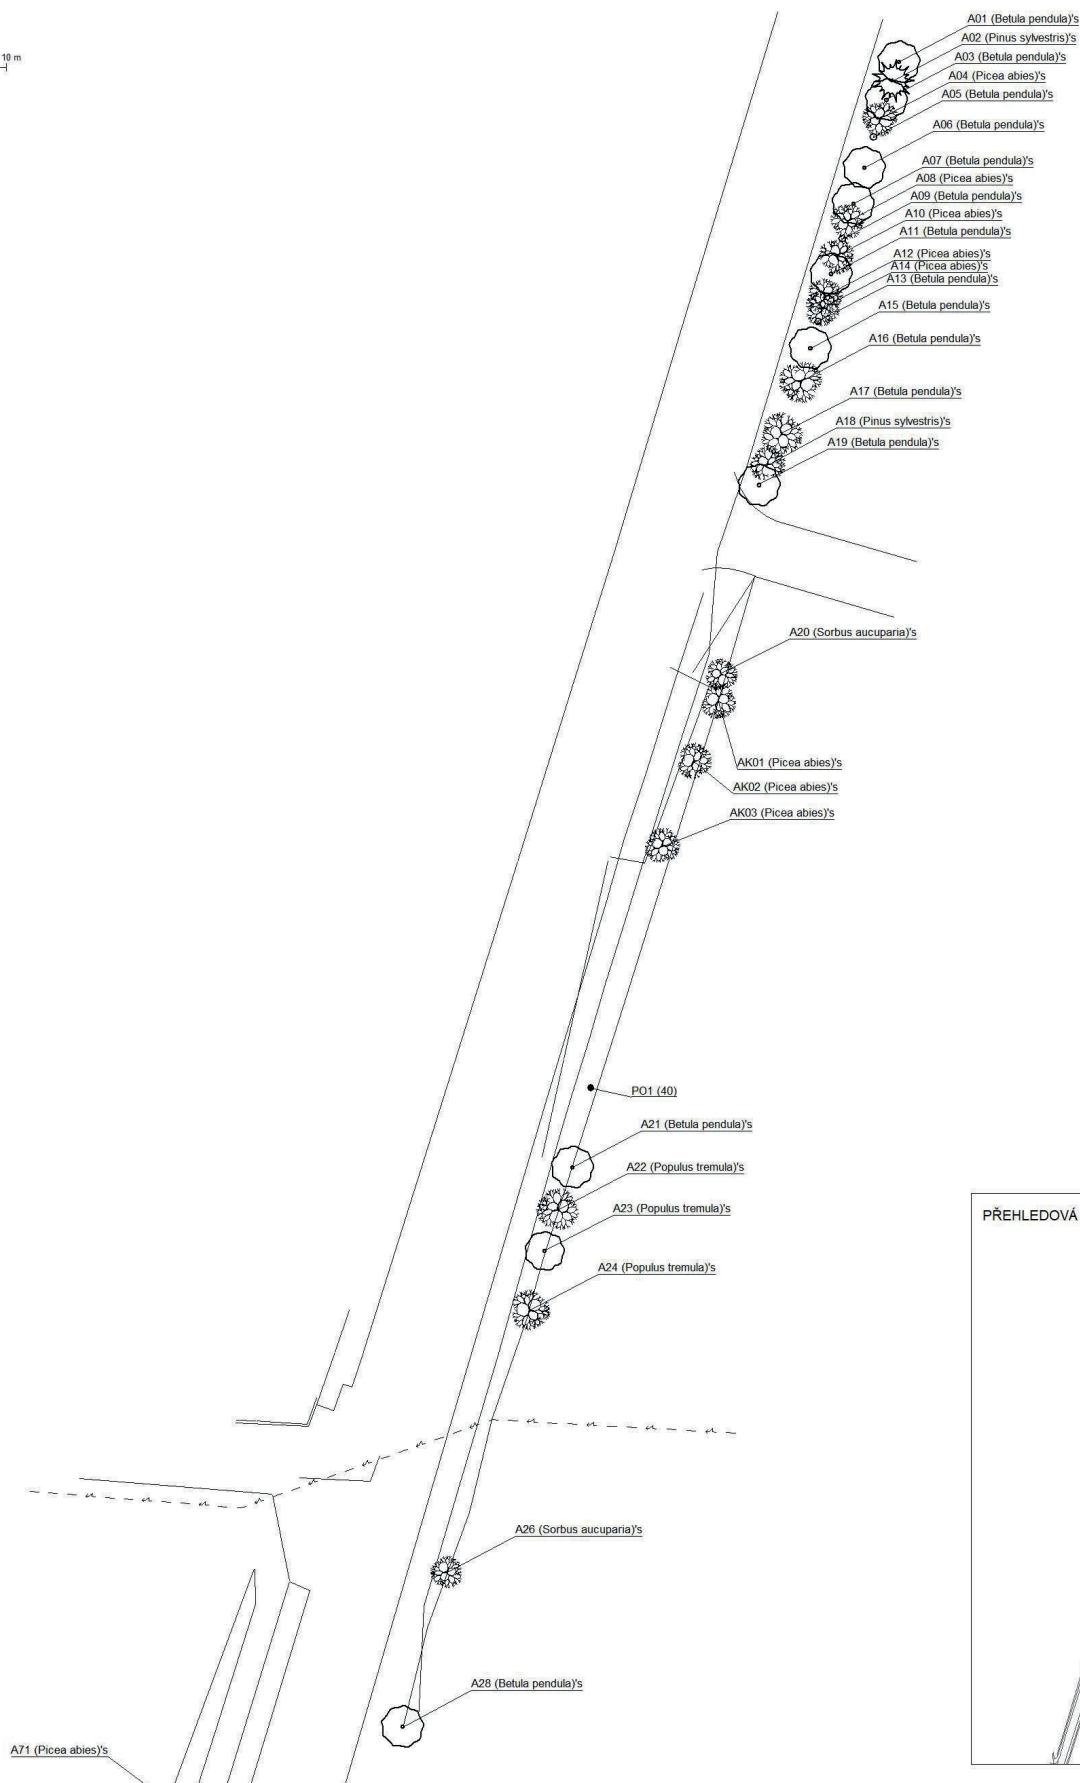 10 m
A01 (Betula pendula)'s
A02 (Pinus sylvestris)'s
A03 (Betula pendula)'s
A04 (Picea abies)'s
A05 (Betula pendula)'s
A06 (Betula pendula)'s
A07 (Betula pendula)'s
A08 (Picea abies)'s
A09 (Betula pendula)'s
A10 (Picea abies)'s
A11 (Betula pendula)'s
A12 (Picea abies)'s
A14 (Picea abies)'s
A13 (Betula pendula)'s
A15 (Betula pendula)'s
A16 (Betula pendula)'s
A17 (Betula pendula)'s
A18 (Pinus sylvestris)'s
A19 (Betula pendula)'s
A20 (Sorbus aucuparia)'s
AK01 (Picea abies)'s
AK02 (Picea abies)'s
AK03 (Picea abies)'s
PO1 (40)
A21 (Betula pendula)'s
A22 (Populus tremula)'s
A23 (Populus tremula)'s
PŘEHLEDOVÁ
A24 (Populus tremula)'s
A26 (Sorbus aucuparia)'s
A28 (Betula pendula)'s
A71 (Picea abies)'s